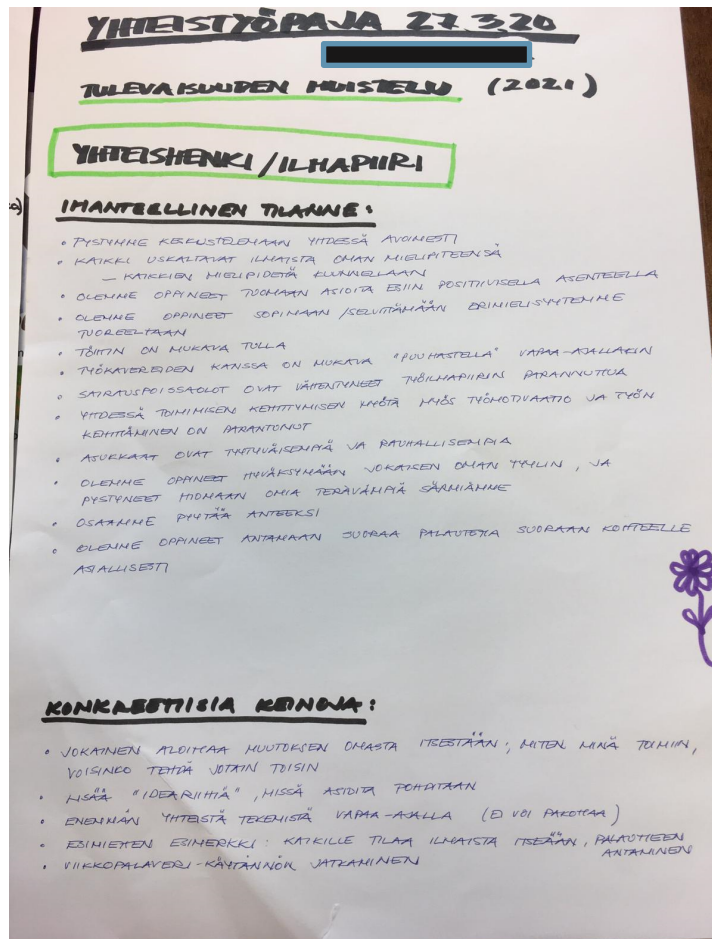 YHTEISTYÖPAJA 27.3.20
TULEVAISUUDEN MUISTELU (2021)
YHTEISHENKI / ILMAPIIRI
IHANTEELLINEN TILANNE:
• PYSTYMME KESKUSTELEMAAN YHDESSÄ AVOIMESTI
• KAIKKI USKALTAVAT ILMAISTA OMAN MIELIPITEENSÄ
– KAIKKIEN MIELIPIDETÄ KUUNNELLAAN
• OLEMME OPPINEET TUOMAAN ASIOITA ESIIN POSITIIVISELLA ASENTEELLA
• OLEMME OPPINEET SOPIMAAN / SELVITTÄMÄÄN ERIMIELISYYTEMME
TUOREELTAAN
• TÖIHIN ON MUKAVA TULLA
• TYÖKAVEREIDEN KANSSA ON MUKAVA "PUUHASTELLA" VAPAA-AJALLAKIN
• SAIRAUSPOISSAOLOT OVAT VÄHENTYNEET TYÖILMAPIIRIN PARANNUTTUA
• YHDESSÄ TOIMIMISEN KEHITTYMISEN MYÖTÄ MYÖS TYÖMOTIVAATIO JA TYÖN
KEHITTÄMINEN ON PARANTUNUT
• ASUKKAAT OVAT TYYTYVÄISEMPIÄ JA RAUHALLISEMPIA
• OLEMME OPPINEET HYVÄKSYMÄÄN JOKAISEN OMAN TYYLIN, JA
PYSTYNEET HIOMAAN OMIA TERÄVÄMPIÄ SÄRMIÄMME
• OSAAMME PYYTÄÄ ANTEEKSI
• OLEMME OPPINEET ANTAMAAN SUORAA PALAUTETTA SUORAAN KOHTEELLE
ASIALLISESTI
KONKREETTISIA KEINOJA:
• JOKAINEN ALOITTAA MUUTOKSEN OMASTA ITSESTÄÄN; MITEN MINÄ TOIMIN,
VOISINKO TEHDÄ JOTAIN TOISIN
• LISÄÄ "IDEARIIHIÄ", MISSÄ ASIOITA POHDITAAN
• ENEMMÄN YHTEISTÄ TEKEMISTÄ VAPAA-AJALLA (EI VOI PAKOTTAA)
• ESIMIEHEN ESIMERKKI: KAIKILLE TILAA ILMAISTA ITSEÄÄN, PALAUTTEEN
ANTAMINEN
• VIIKKOPALAVERI-KÄYTÄNNÖN JATKAMINEN